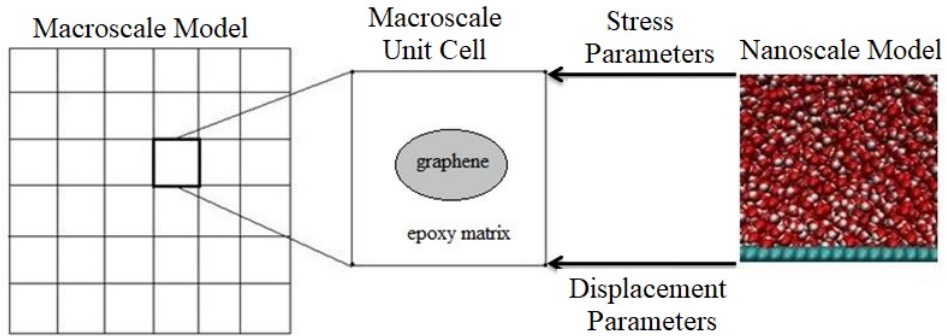 Macroscale Model
Macroscale
Unit Cell
Stress
Parameters
Nanoscale Model
graphene
epoxy matrix
Displacement
Parameters